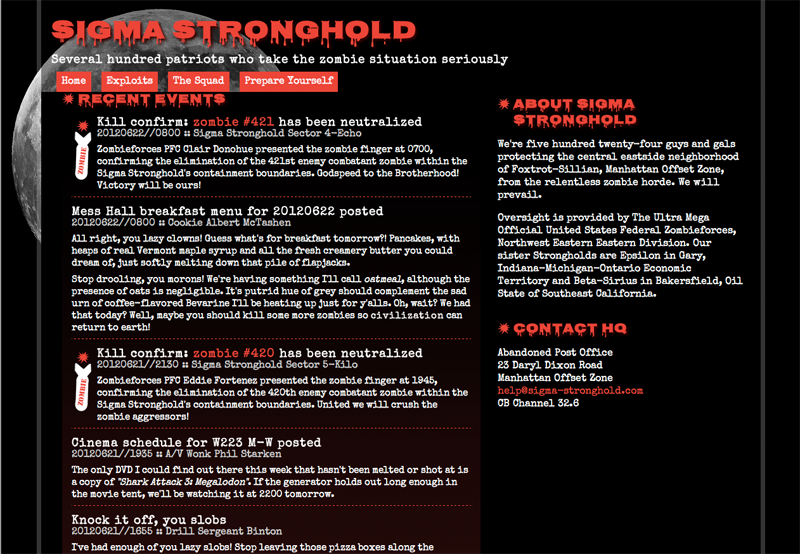 SIGMA STRONGHOLD
Several hundred patriots who take the zombie situation seriously
Home Exploits The Squad Prepare Yourself
RECENT EVENTS
Kill confirm: zombie #421 has been neutralized
20120622//0800 :: Sigma Stronghold Sector 4-Echo
ZOMBIE
Zombieforces PFC Clair Donohue presented the zombie finger at 0700,
confirming the elimination of the 421st enemy combatant zombie within the
Sigma Stronghold's containment boundaries. Godspeed to the Brotherhood!
Victory will be ours!
Mess Hall breakfast menu for 20120622 posted
20120622//0800 :: Cookie Albert McTashen
All right, you lazy clowns! Guess what's for breakfast tomorrow?! Pancakes, with
heaps of real Vermont maple syrup and all the fresh creamery butter you could
dream of, just softly melting down that pile of flapjacks.
Stop drooling, you morons! We're having something I'll call oatmeal, although the
presence of oats is negligible. It's putrid hue of grey should complement the sad
urn of coffee-flavored Bevarine I'll be heating up just for y'alls. Oh, wait? We had
that today? Well, maybe you should kill some more zombies so civilization can
return to earth!
Kill confirm: zombie #420 has been neutralized
20120621//2130 :: Sigma Stronghold Sector 5-Kilo
ZOMBIE
Zombieforces PFC Eddie Fortenez presented the zombie finger at 1945,
confirming the elimination of the 420th enemy combatant zombie within the
Sigma Stronghold's containment boundaries. United we will crush the
zombie aggressors!
Cinema schedule for W223 M-W posted
20120621//1935 :: A/V Wonk Phil Starken
The only DVD I could find out there this week that hasn't been melted or shot at is
a copy of "Shark Attack 3: Megalodon". If the generator holds out long enough in
the movie tent, we'll be watching it at 2200 tomorrow.
Knock it off, you slobs
20120621//1655 :: Drill Sergeant Binton
I've had enough of you lazy slobs! Stop leaving those pizza boxes along the
ABOUT SIGMA
STRONGHOLD
We're five hundred twenty-four guys and gals
protecting the central eastside neighborhood
of Foxtrot-Sillian, Manhattan Offset Zone,
from the relentless zombie horde. We will
prevail.
Oversight is provided by The Ultra Mega
Official United States Federal Zombieforces,
Northwest Eastern Eastern Division. Our
sister Strongholds are Epsilon in Gary,
Indiana-Michigan-Ontario Economic
Territory and Beta-Sirius in Bakersfield, Oil
State of Southeast California.
CONTACT HQ
Abandoned Post Office
23 Daryl Dixon Road
Manhattan Offset Zone
help@sigma-stronghold.com
CB Channel 32.6